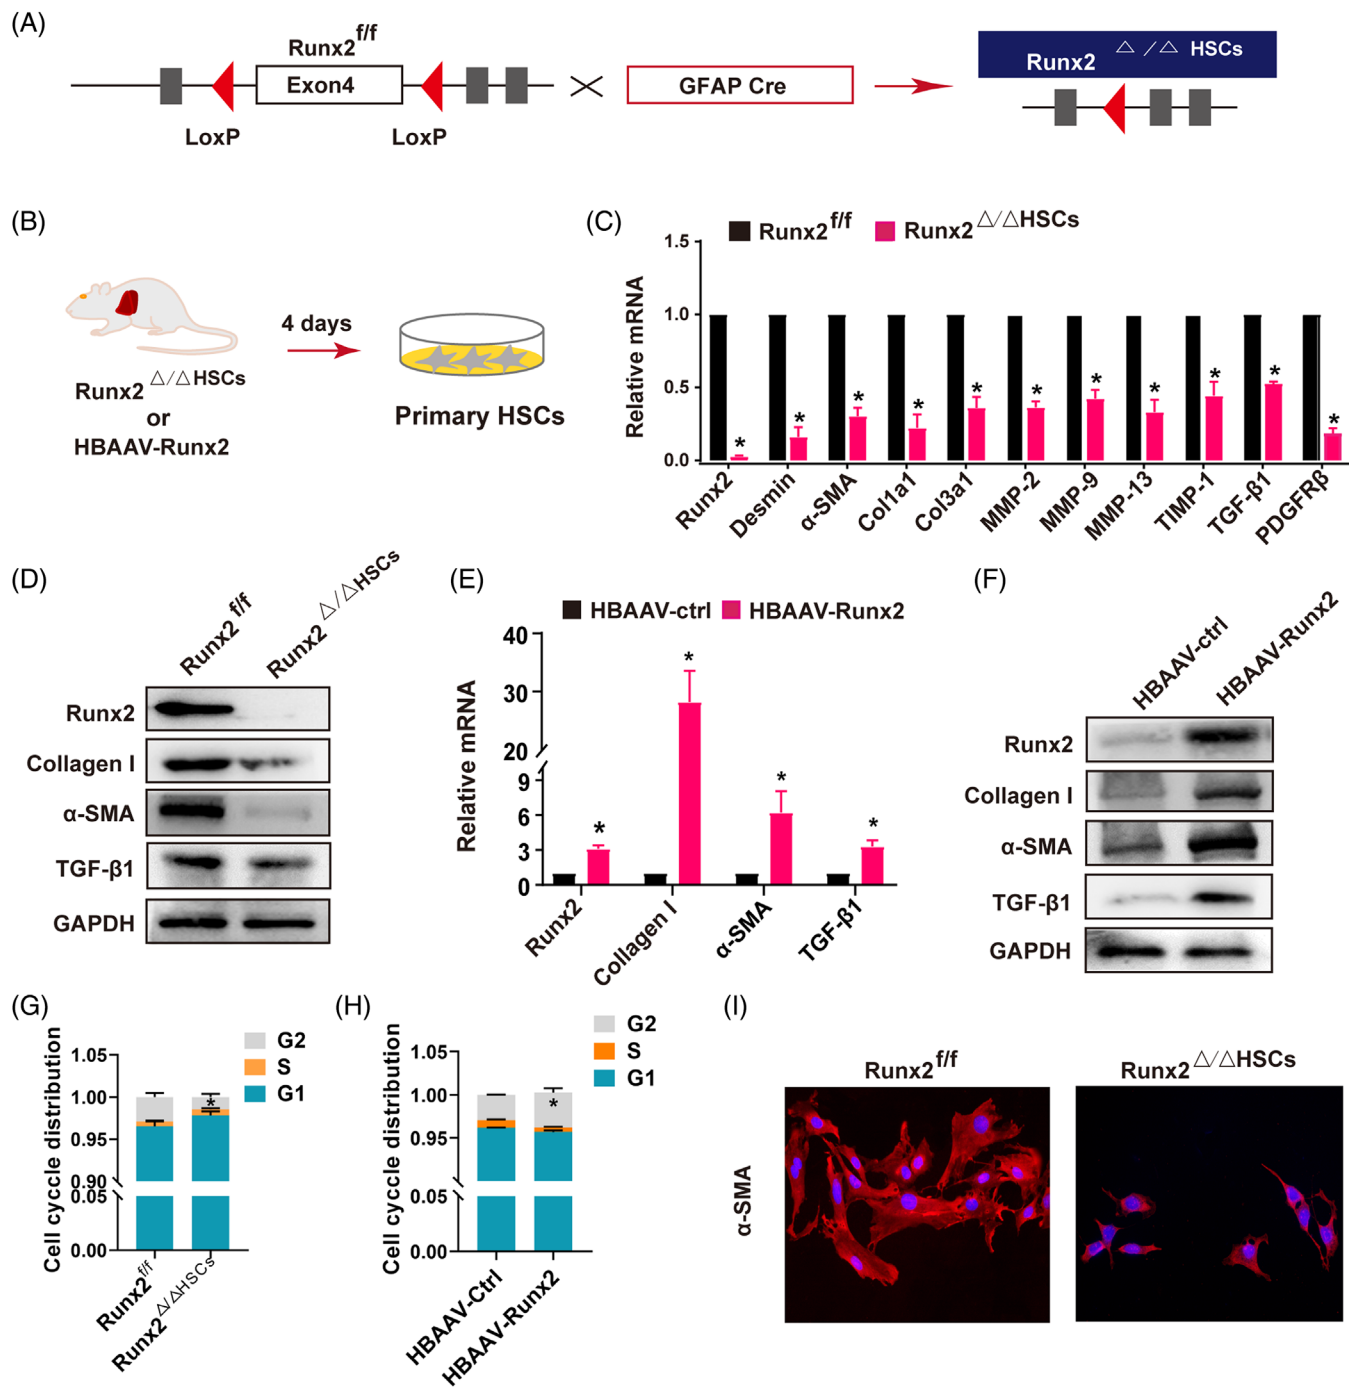 (A)
Runx2 f/f
Exon4
LoxP
LoxP
GFAP Cre
Runx2 △/△ HSCs
(B)
4 days
Runx2 △/△HSCs
or
HBAAV-Runx2
Primary HSCs
(C)
Runx2 f/f
Runx2 △/△HSCs
Relative mRNA
1.5
1.0
0.5
0.0
* * * * * * * * * * *
Runx2
Desmin
α-SMA
Col1a1
Col3a1
MMP-2
MMP-9
MMP-13
TIMP-1
TGF-β1
PDGFRβ
(D)
Runx2 f/f
Runx2 △/△HSCs
Runx2
Collagen I
α-SMA
TGF-β1
GAPDH
(E)
HBAAV-ctrl
HBAAV-Runx2
Relative mRNA
40
30
20
9
6
3
0
* * * *
Runx2
Collagen I
α-SMA
TGF-β1
(F)
HBAAV-ctrl
HBAAV-Runx2
Runx2
Collagen I
α-SMA
TGF-β1
GAPDH
(G)
Cell cyccle distribution
1.05
1.00
0.95
0.90
0.05
0.00
*
G2
S
G1
Runx2 f/f
Runx2 △/△HSCs
(H)
Cell cyccle distribution
1.05
1.00
0.95
0.05
0.00
*
G2
S
G1
HBAAV-Ctrl
HBAAV-Runx2
(I)
Runx2 f/f
Runx2 △/△HSCs
α-SMA